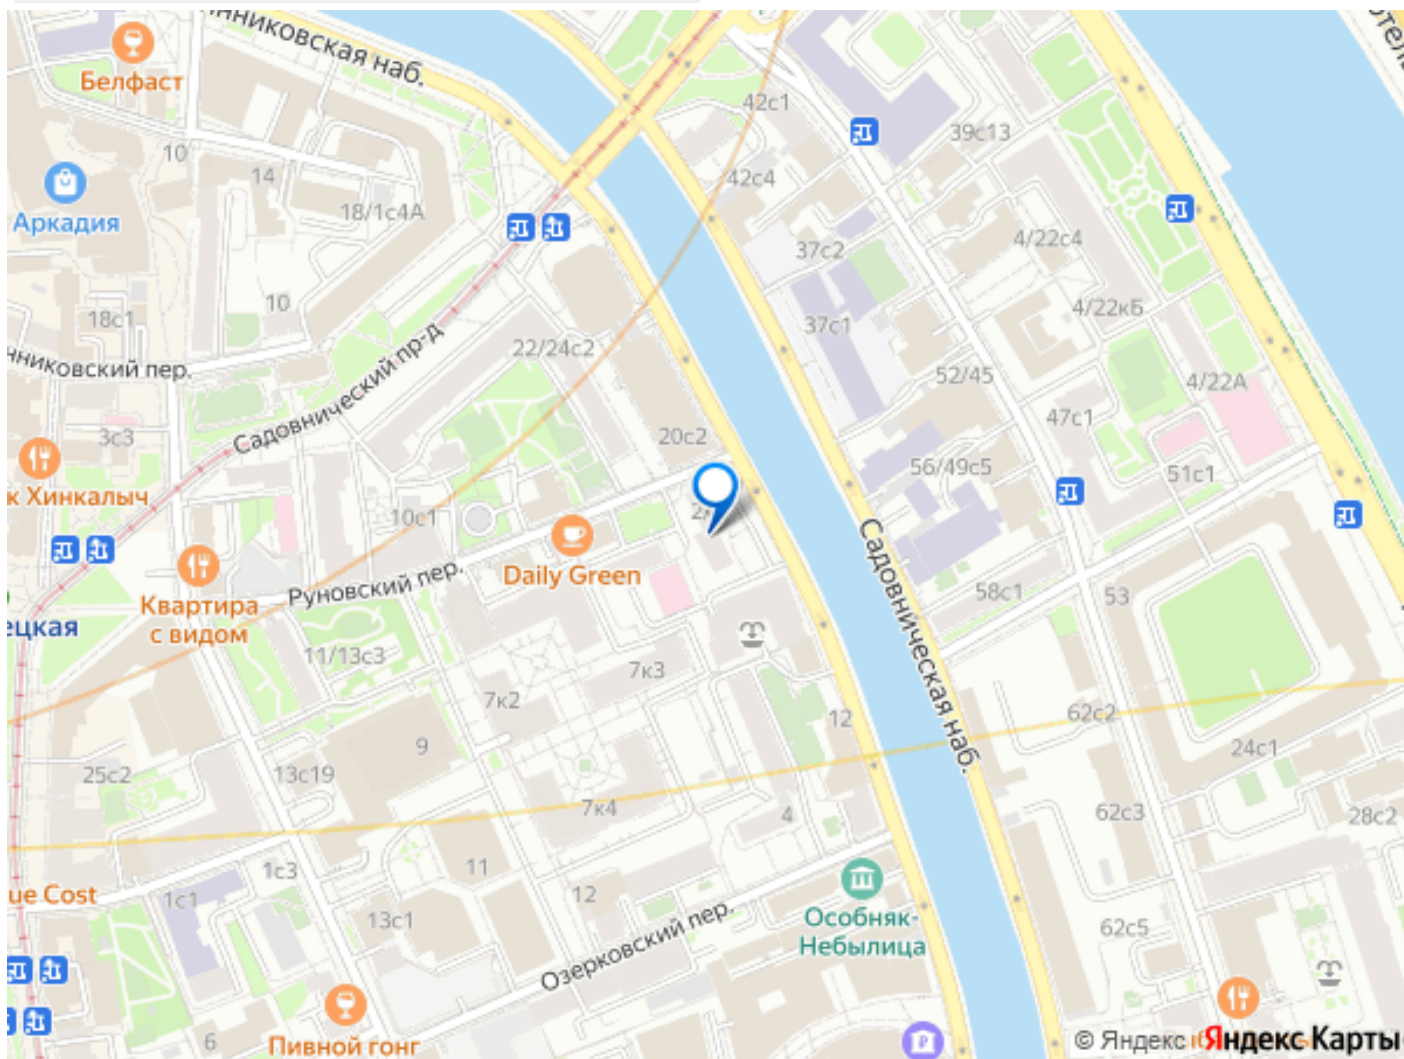 нниковская наб.
Белфаст
Аркадия
10
14
18/1с4А
42с1
39с13
42с4
37с2
4/22с4
10
18с1
37с1
4/22кБ
22/24с2
нниковский пер.
Садовнический пр-д
52/45
4/22А
47с1
3с3
20с2
к Хинкалыч
56/49с5
51с1
10с1
Daily Green
Руновский пер.
Садовническая наб.
58с1
53
Квартира
с видом
ецкая
11/13с3
7к3
7к2
62с2
12
9
24с1
25с2
13с19
7к4
4
62с3
28с2
11
1с3
ue Cost
1с1
12
13с1
Озерковский пер.
Особняк-
Небылица
62с5
6
Пивной гонг
© Яндекс
Яндекс Карты